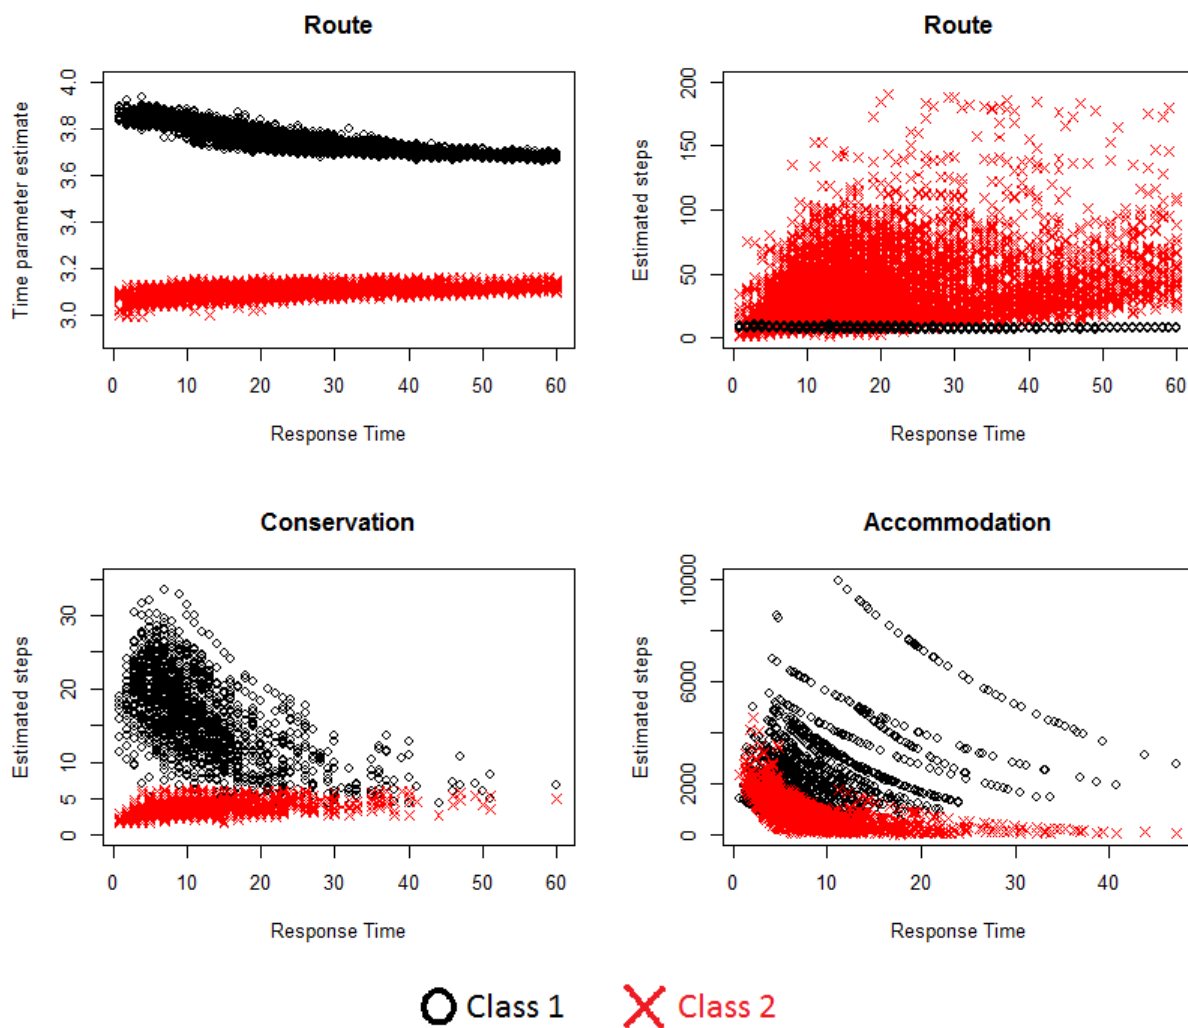 Route
Time parameter estimate
4.0
3.8
3.6
3.4
3.2
3.0
0 10 20 30 40 50 60
Response Time
Route
Estimated steps
200
150
100
50
0
0 10 20 30 40 50 60
Response Time
Conservation
Estimated steps
30
20
10
5
0
0 10 20 30 40 50 60
Response Time
Accommodation
Estimated steps
10000
6000
2000
0
0 10 20 30 40
Response Time
Class 1 Class 2